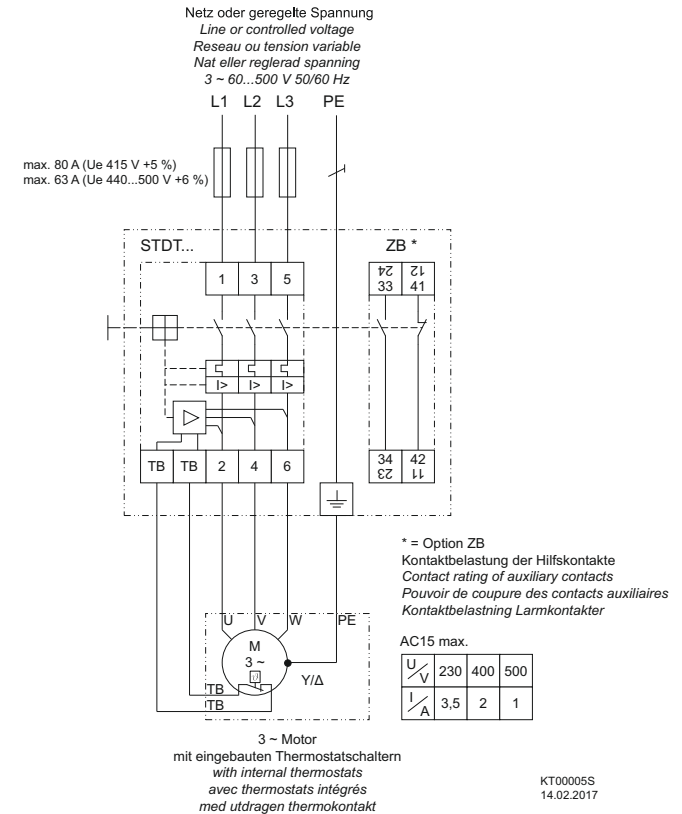 Netz oder geregelte Spannung
Line or controlled voltage
Reseau ou tension variable
Nat eller reglerad spanning
3 ~ 60...500 V 50/60 Hz
L1 L2 L3 PE
max. 80 A (Ue 415 V +5 %)
max. 63 A (Ue 440...500 V +6 %)
STDT... ZB *
1 3 5
24 12
33 41
I> I> I>
TB TB 2 4 6
34 42
23 11
* = Option ZB
Kontaktbelastung der Hilfskontakte
Contact rating of auxiliary contacts
Pouvoir de coupure des contacts auxiliaires
Kontaktbelastning Larmkontakter
AC15 max.
U/V 230 400 500
I/A 3,5 2 1
U V W PE
M
3 ~
ϑ
Y/Δ
TB
TB
3 ~ Motor
mit eingebauten Thermostatschaltern
with internal thermostats
avec thermostats intégrés
med utdragen thermokontakt
KT00005S
14.02.2017